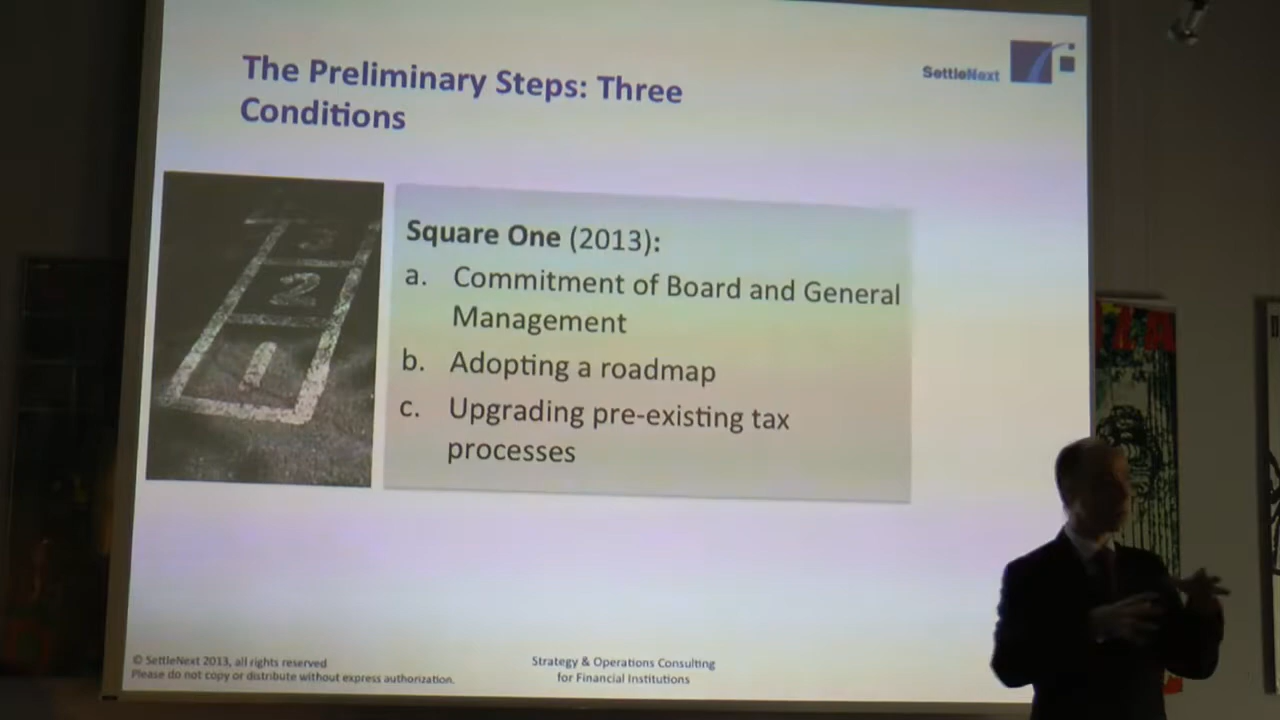 The Preliminary Steps: Three
Conditions
SettleNext
3
2
1
Square One (2013):
a. Commitment of Board and General
Management
b. Adopting a roadmap
c. Upgrading pre-existing tax
processes
© SettleNext 2013, all rights reserved
Please do not copy or distribute without express authorization.
Strategy & Operations Consulting
for Financial Institutions